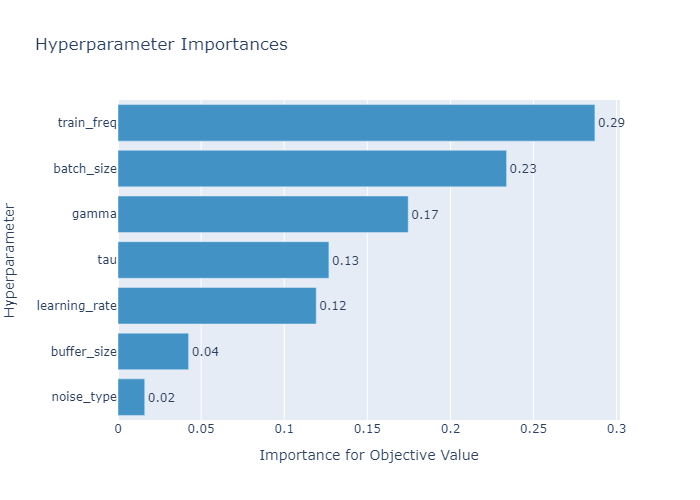 Hyperparameter Importances
Hyperparameter
train_freq 0.29
batch_size 0.23
gamma 0.17
tau 0.13
learning_rate 0.12
buffer_size 0.04
noise_type 0.02
0 0.05 0.1 0.15 0.2 0.25 0.3
Importance for Objective Value